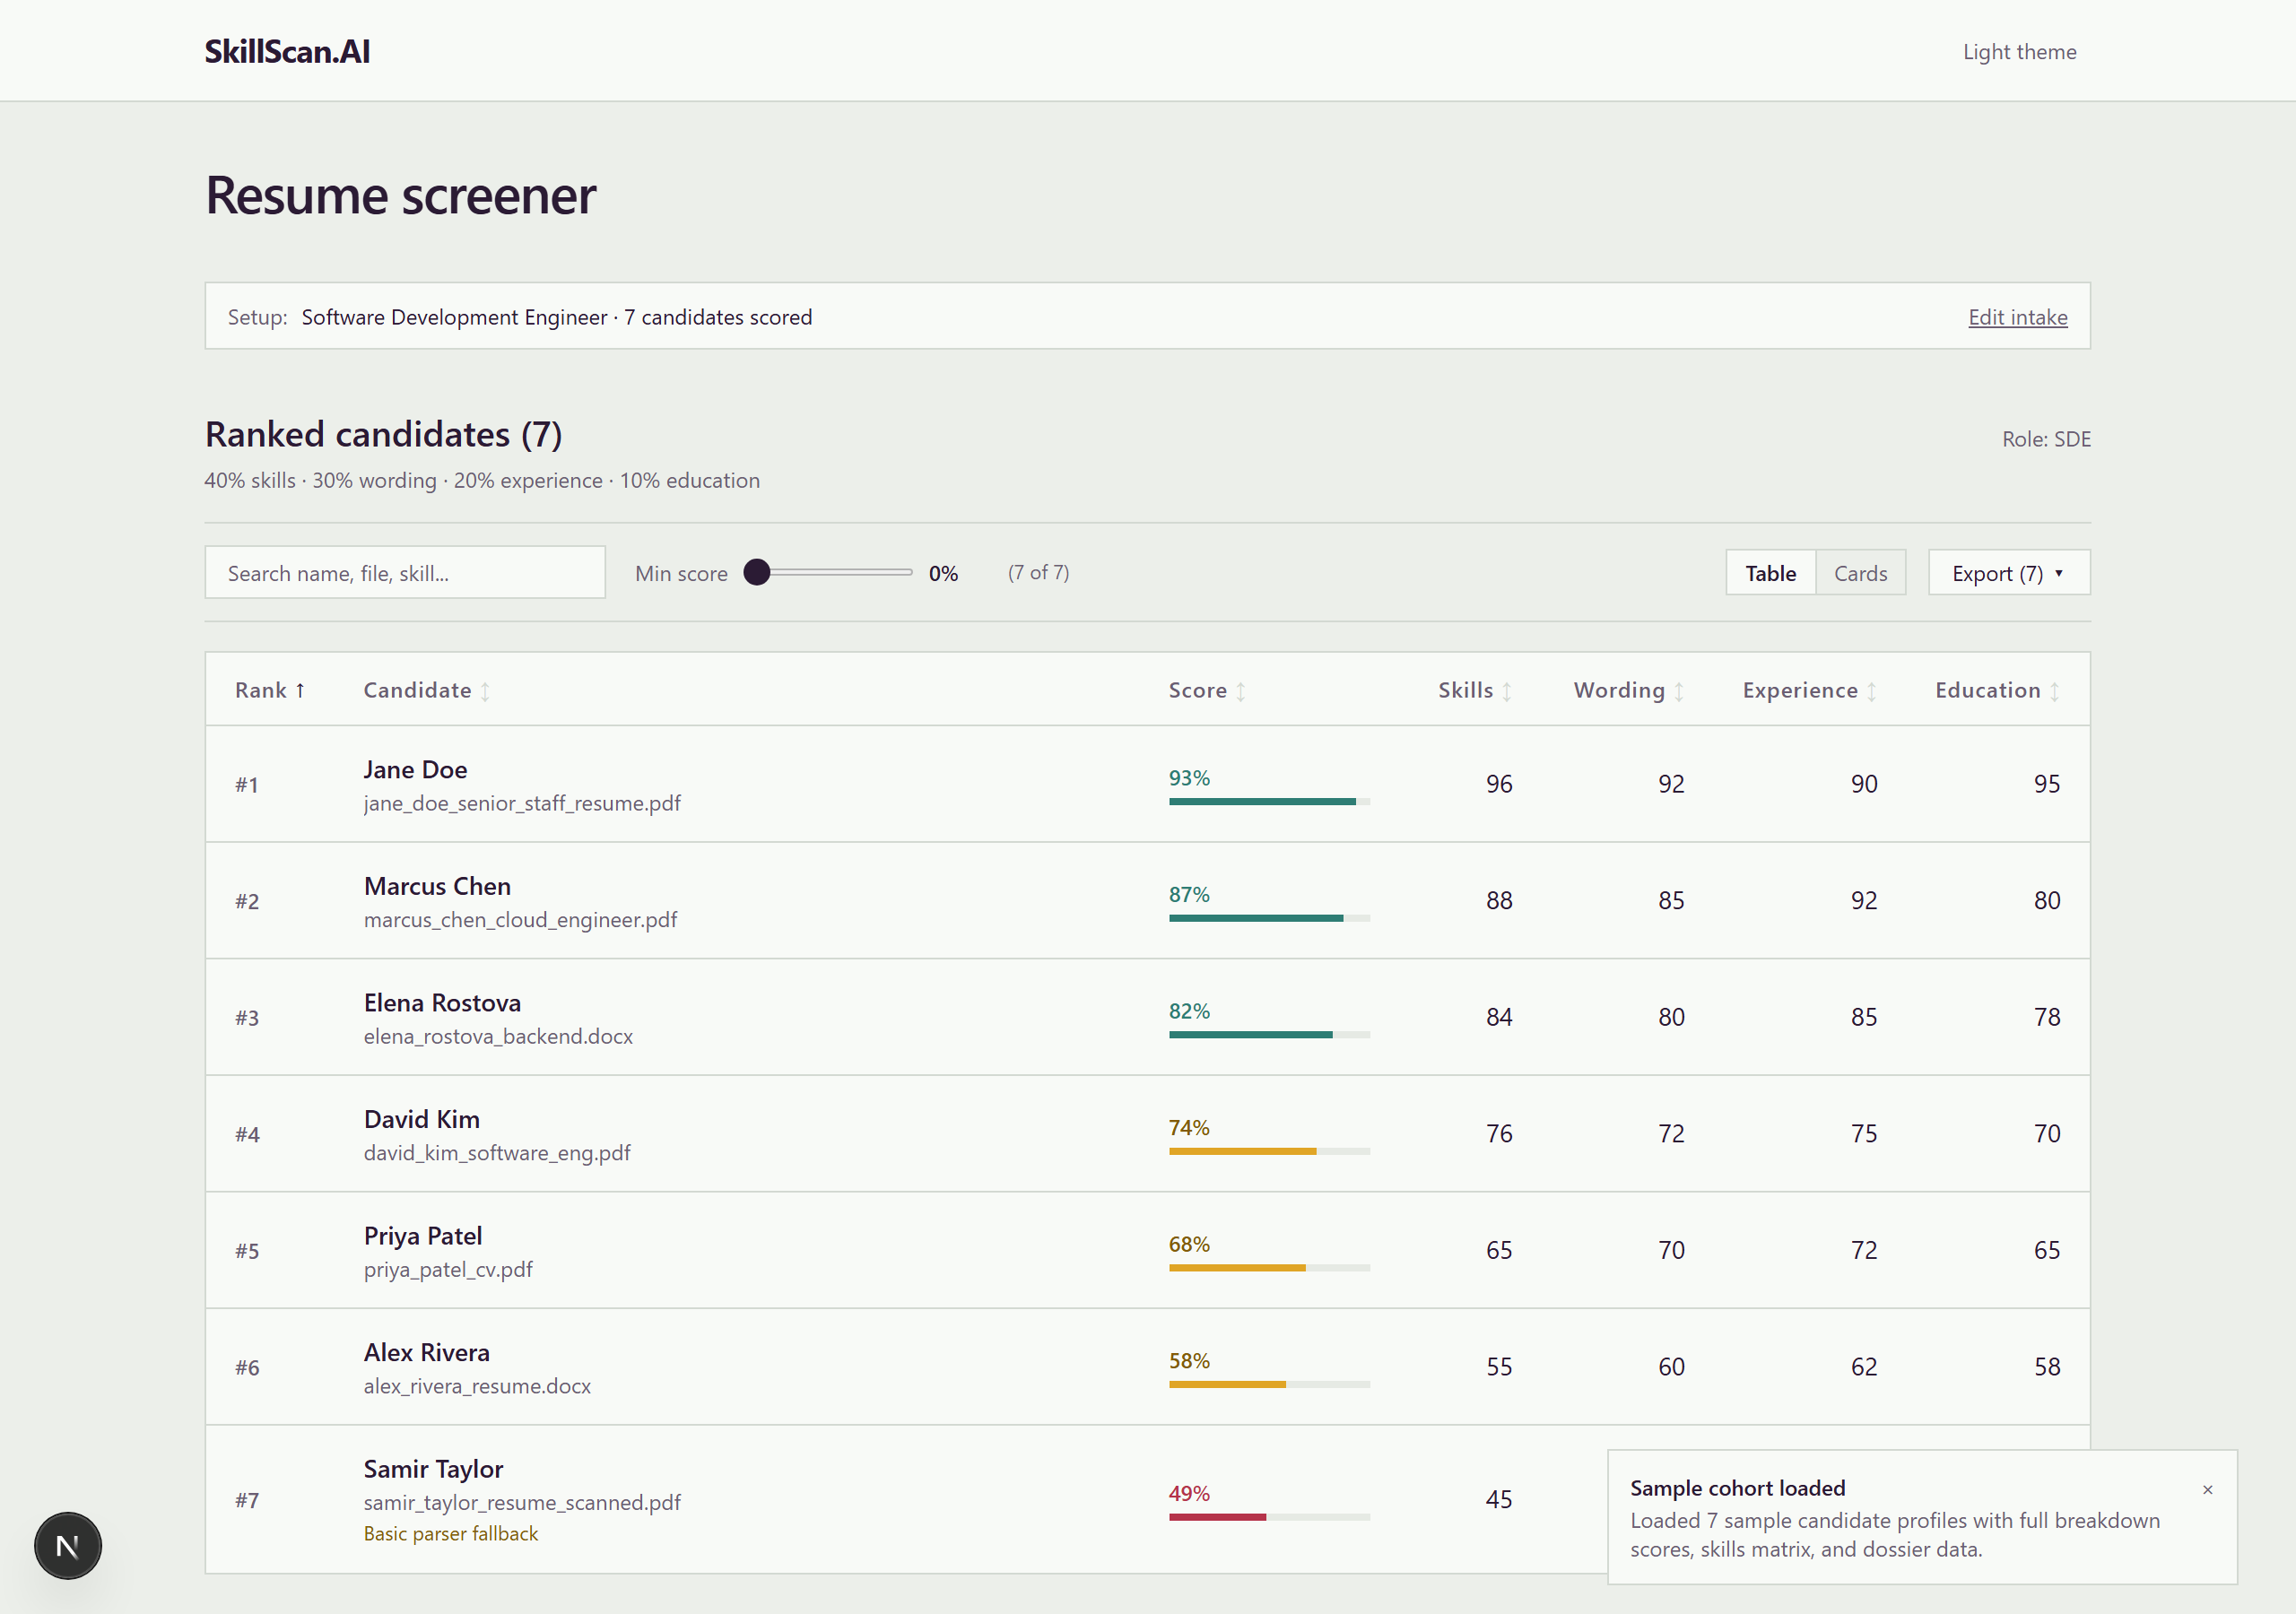 SkillScan.AI
Light theme
Resume screener
Setup: Software Development Engineer · 7 candidates scored
Edit intake
Ranked candidates (7)
Role: SDE
40% skills · 30% wording · 20% experience · 10% education
Search name, file, skill...
Min score
0%
(7 of 7)
Table
Cards
Export (7) ▾
Rank ↑ Candidate ↕ Score ↕ Skills ↕ Wording ↕ Experience ↕ Education ↕
#1 Jane Doe 93% 96 92 90 95
jane_doe_senior_staff_resume.pdf
#2 Marcus Chen 87% 88 85 92 80
marcus_chen_cloud_engineer.pdf
#3 Elena Rostova 82% 84 80 85 78
elena_rostova_backend.docx
#4 David Kim 74% 76 72 75 70
david_kim_software_eng.pdf
#5 Priya Patel 68% 65 70 72 65
priya_patel_cv.pdf
#6 Alex Rivera 58% 55 60 62 58
alex_rivera_resume.docx
#7 Samir Taylor 49% 45
samir_taylor_resume_scanned.pdf
Basic parser fallback
Sample cohort loaded ×
Loaded 7 sample candidate profiles with full breakdown
scores, skills matrix, and dossier data.
N